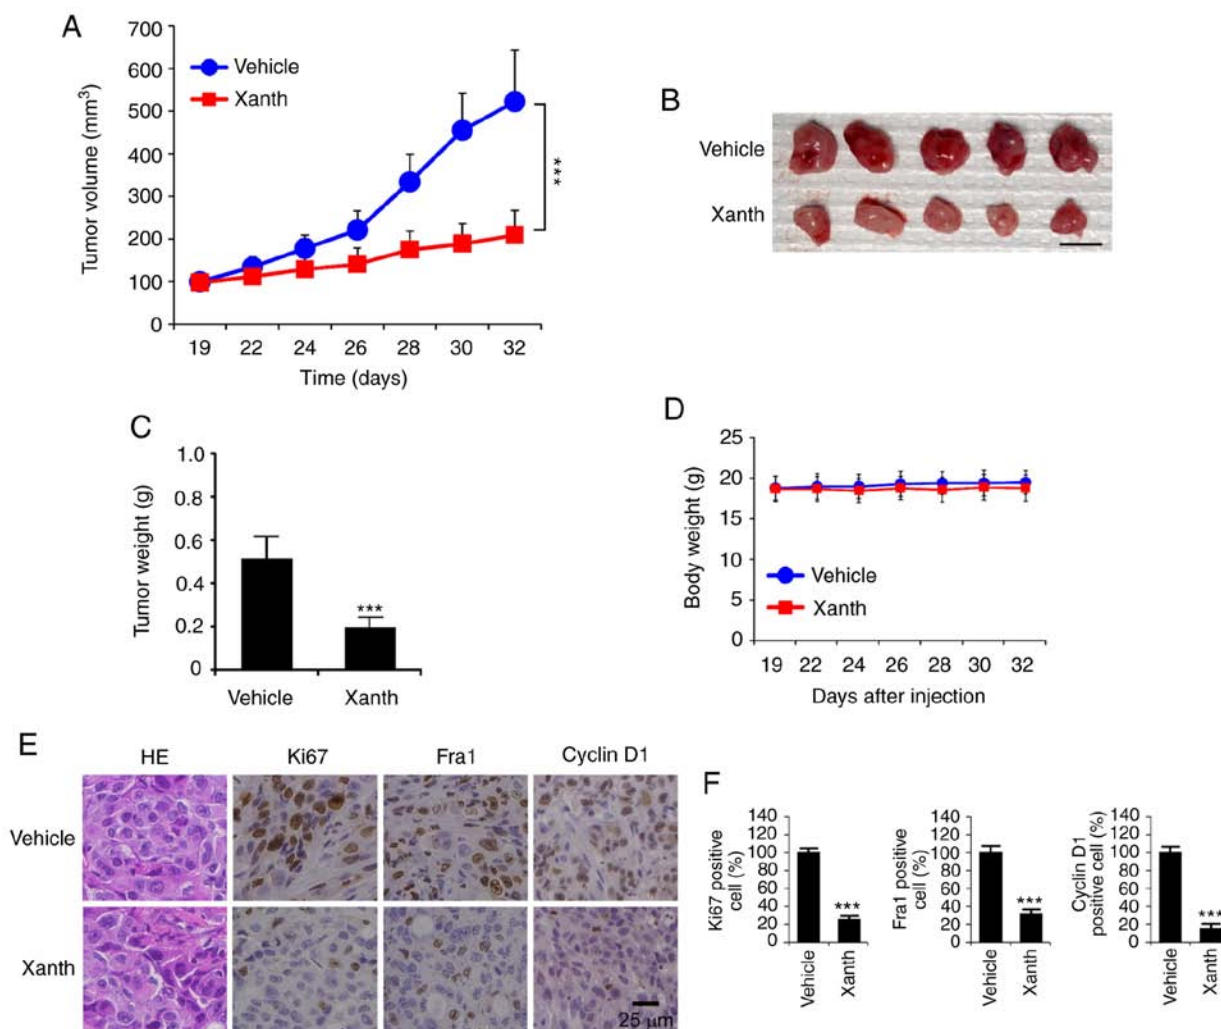 A
Tumor volume (mm³)
700
600
500
400
300
200
100
0
Vehicle
Xanth
***
19 22 24 26 28 30 32
Time (days)
B
Vehicle
Xanth
C
Tumor weight (g)
1.0
0.8
0.6
0.4
0.2
0
***
Vehicle Xanth
D
Body weight (g)
25
20
15
10
5
0
Vehicle
Xanth
19 22 24 26 28 30 32
Days after injection
E
HE Ki67 Fra1 Cyclin D1
Vehicle
Xanth
25 µm
F
Ki67 positive
cell (%)
140
120
100
80
60
40
20
0
***
Vehicle
Xanth
Fra1 positive
cell (%)
140
120
100
80
60
40
20
0
***
Vehicle
Xanth
Cyclin D1
positive cell (%)
140
120
100
80
60
40
20
0
***
Vehicle
Xanth